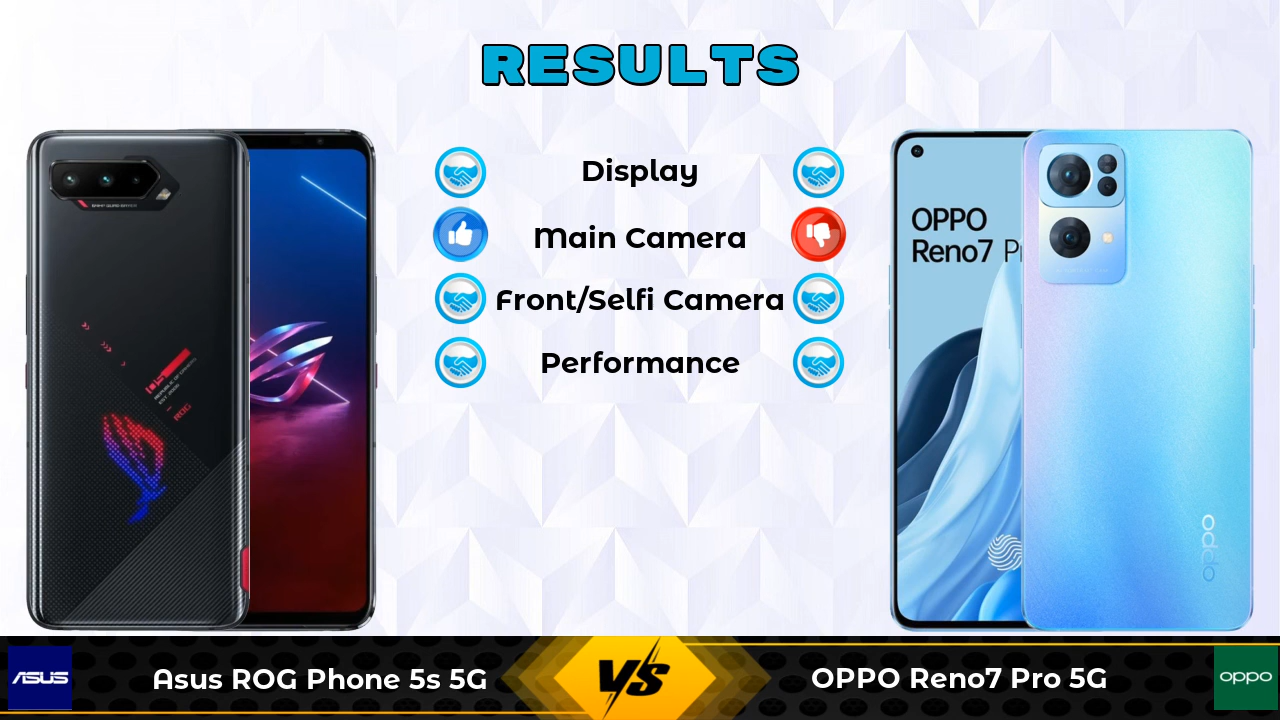 RESULTS
Display
Main Camera
Front/Selfi Camera
Performance
OPPO
Reno7 Pr
oppo
ROG
ASUS
Asus ROG Phone 5s 5G
VS
OPPO Reno7 Pro 5G
oppo